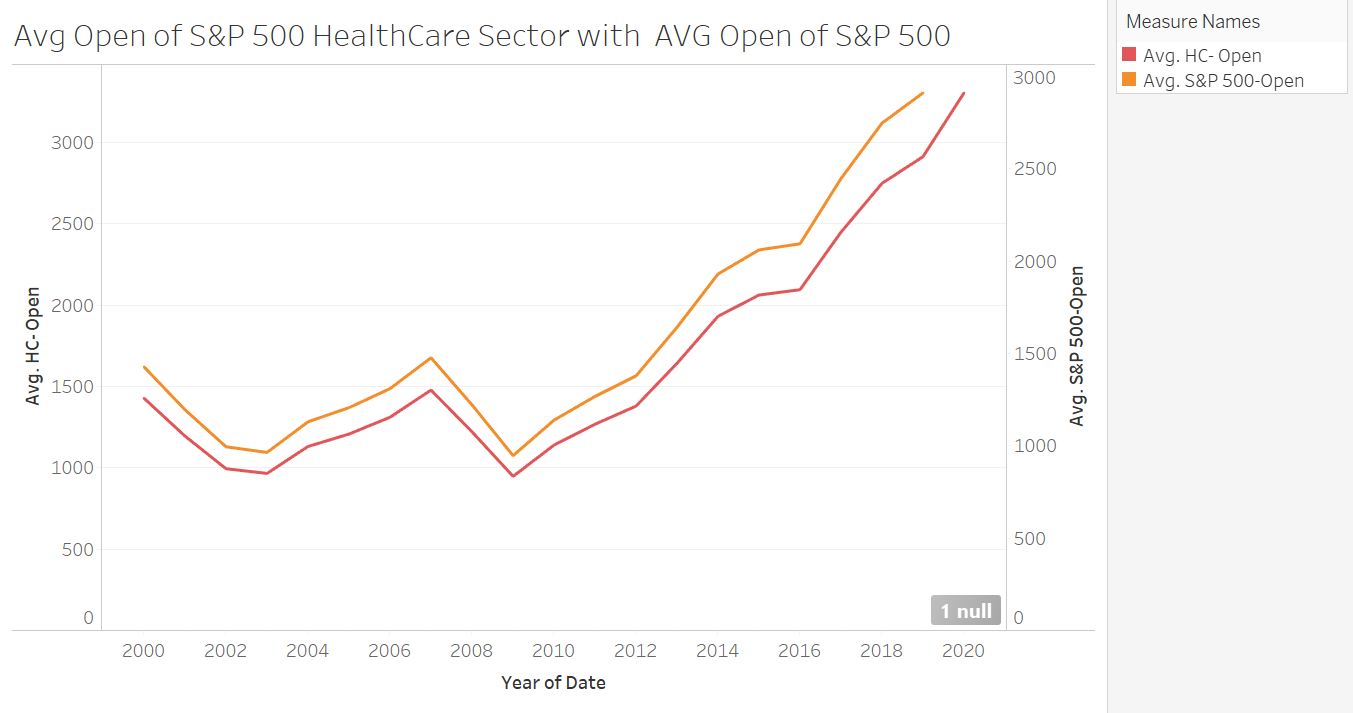 Avg Open of S&P 500 HealthCare Sector with  AVG Open of S&P 500
Measure Names
Avg. HC- Open
Avg. S&P 500-Open
Avg. HC- Open
3000
2500
2000
1500
1000
500
0
3000
2500
2000
1500
1000
500
0
Avg. S&P 500-Open
1 null
2000 2002 2004 2006 2008 2010 2012 2014 2016 2018 2020
Year of Date